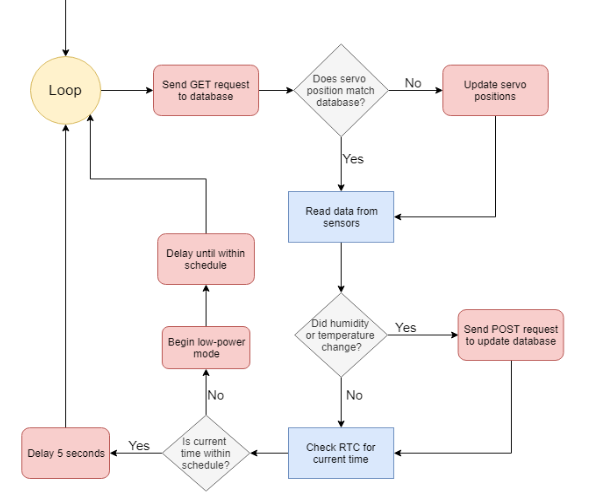 Loop
Send GET request
to database
Does servo
position match
database?
No
Update servo
positions
Yes
Read data from
sensors
Delay until within
schedule
Did humidity
or temperature
change?
Yes
Send POST request
to update database
Begin low-power
mode
No
No
Check RTC for
current time
Is current
time within
schedule?
Yes
Delay 5 seconds